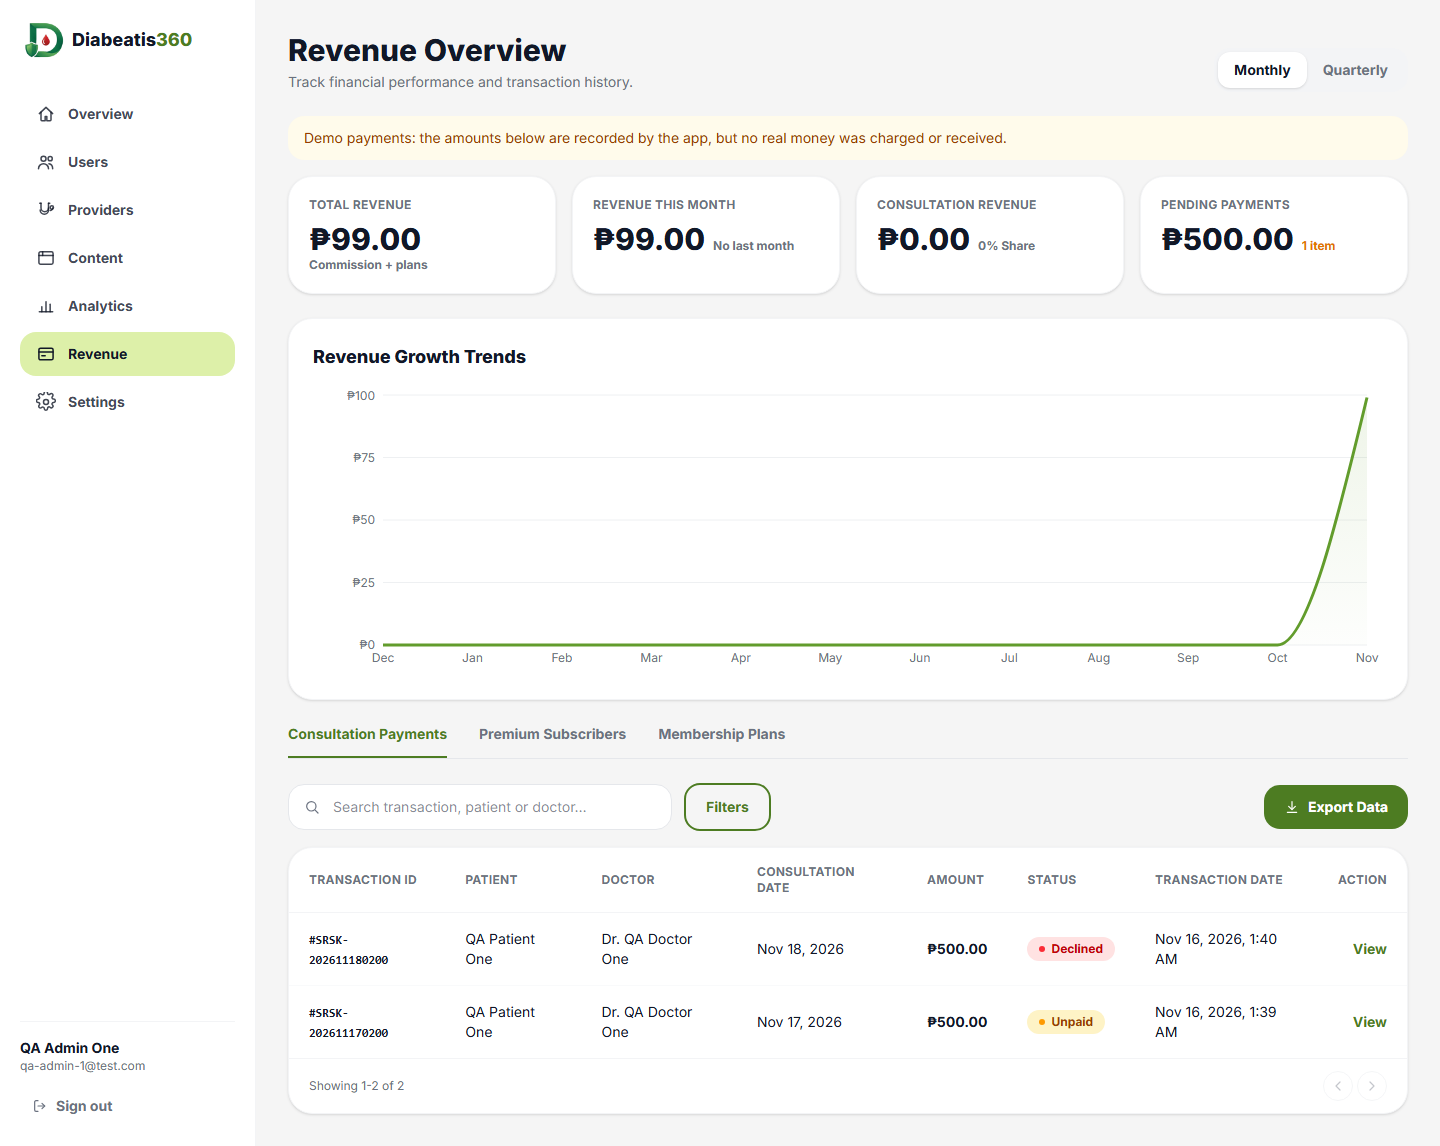 Diabeatis360
Overview
Users
Providers
Content
Analytics
Revenue
Settings
QA Admin One
qa-admin-1@test.com
Sign out
Revenue Overview
Track financial performance and transaction history.
Monthly
Quarterly
Demo payments: the amounts below are recorded by the app, but no real money was charged or received.
TOTAL REVENUE
₱99.00
Commission + plans
REVENUE THIS MONTH
₱99.00 No last month
CONSULTATION REVENUE
₱0.00 0% Share
PENDING PAYMENTS
₱500.00 1 item
Revenue Growth Trends
₱100
₱75
₱50
₱25
₱0
Dec Jan Feb Mar Apr May Jun Jul Aug Sep Oct Nov
Consultation Payments Premium Subscribers Membership Plans
Search transaction, patient or doctor...
Filters
Export Data
TRANSACTION ID PATIENT DOCTOR CONSULTATION DATE AMOUNT STATUS TRANSACTION DATE ACTION
#SRSK-202611180200 QA Patient One Dr. QA Doctor One Nov 18, 2026 ₱500.00 Declined Nov 16, 2026, 1:40 AM View
#SRSK-202611170200 QA Patient One Dr. QA Doctor One Nov 17, 2026 ₱500.00 Unpaid Nov 16, 2026, 1:39 AM View
Showing 1-2 of 2